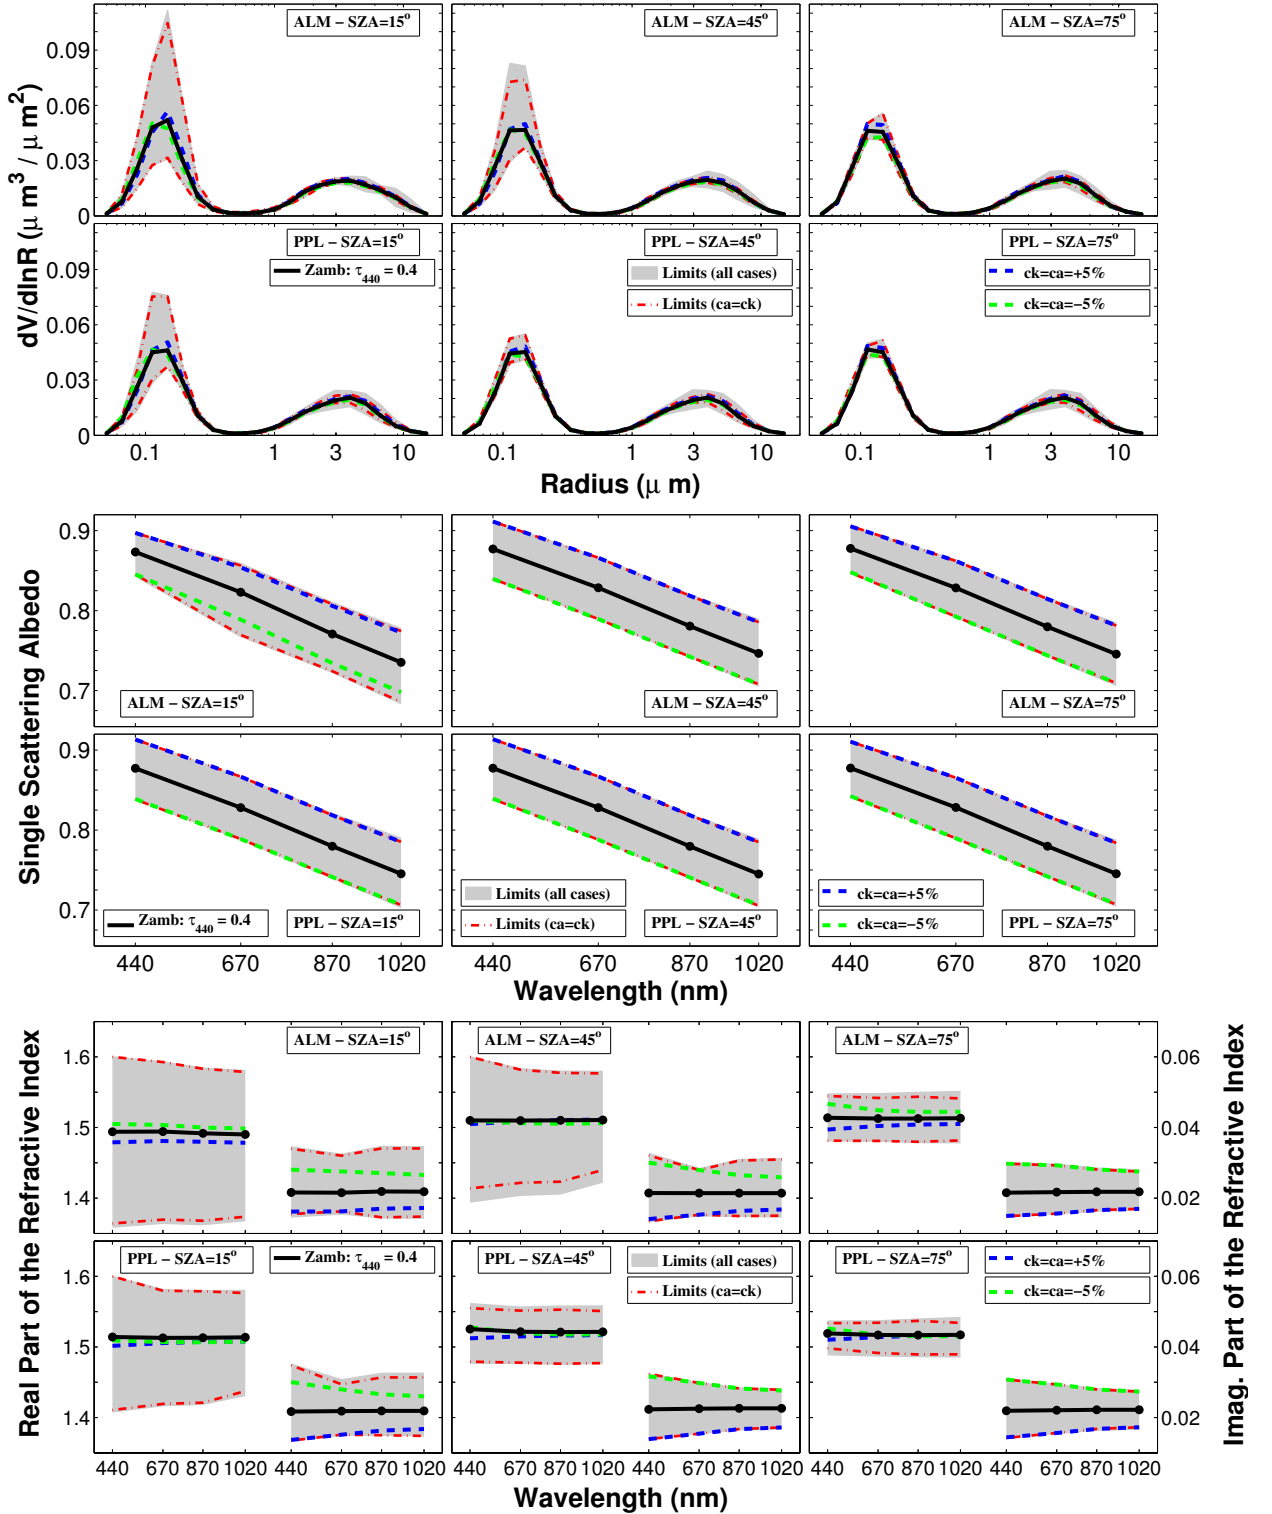 ALM − SZA=15°
ALM − SZA=45°
ALM − SZA=75°
0.09
0.06
0.03
0
dV/dlnR (μ m³ / μ m²)
PPL − SZA=15°
PPL − SZA=45°
PPL − SZA=75°
Zamb: τ₄₄₀ = 0.4
Limits (all cases)
Limits (ca=ck)
ck=ca=+5%
ck=ca=−5%
0.09
0.06
0.03
0
0.1 1 3 10 0.1 1 3 10 0.1 1 3 10
Radius (μ m)
Single Scattering Albedo
0.9
0.8
0.7
ALM − SZA=15°
ALM − SZA=45°
ALM − SZA=75°
0.9
0.8
0.7
Zamb: τ₄₄₀ = 0.4
PPL − SZA=15°
Limits (all cases)
Limits (ca=ck)
PPL − SZA=45°
ck=ca=+5%
ck=ca=−5%
PPL − SZA=75°
440 670 870 1020 440 670 870 1020 440 670 870 1020
Wavelength (nm)
Real Part of the Refractive Index
Imag. Part of the Refractive Index
ALM − SZA=15°
ALM − SZA=45°
ALM − SZA=75°
1.6
1.5
1.4
0.06
0.04
0.02
PPL − SZA=15°
Zamb: τ₄₄₀ = 0.4
PPL − SZA=45°
Limits (all cases)
Limits (ca=ck)
PPL − SZA=75°
ck=ca=+5%
ck=ca=−5%
1.6
1.5
1.4
0.06
0.04
0.02
440 670 870 1020 440 670 870 1020 440 670 870 1020 440 670 870 1020 440 670 870 1020 440 670 870 1020
Wavelength (nm)